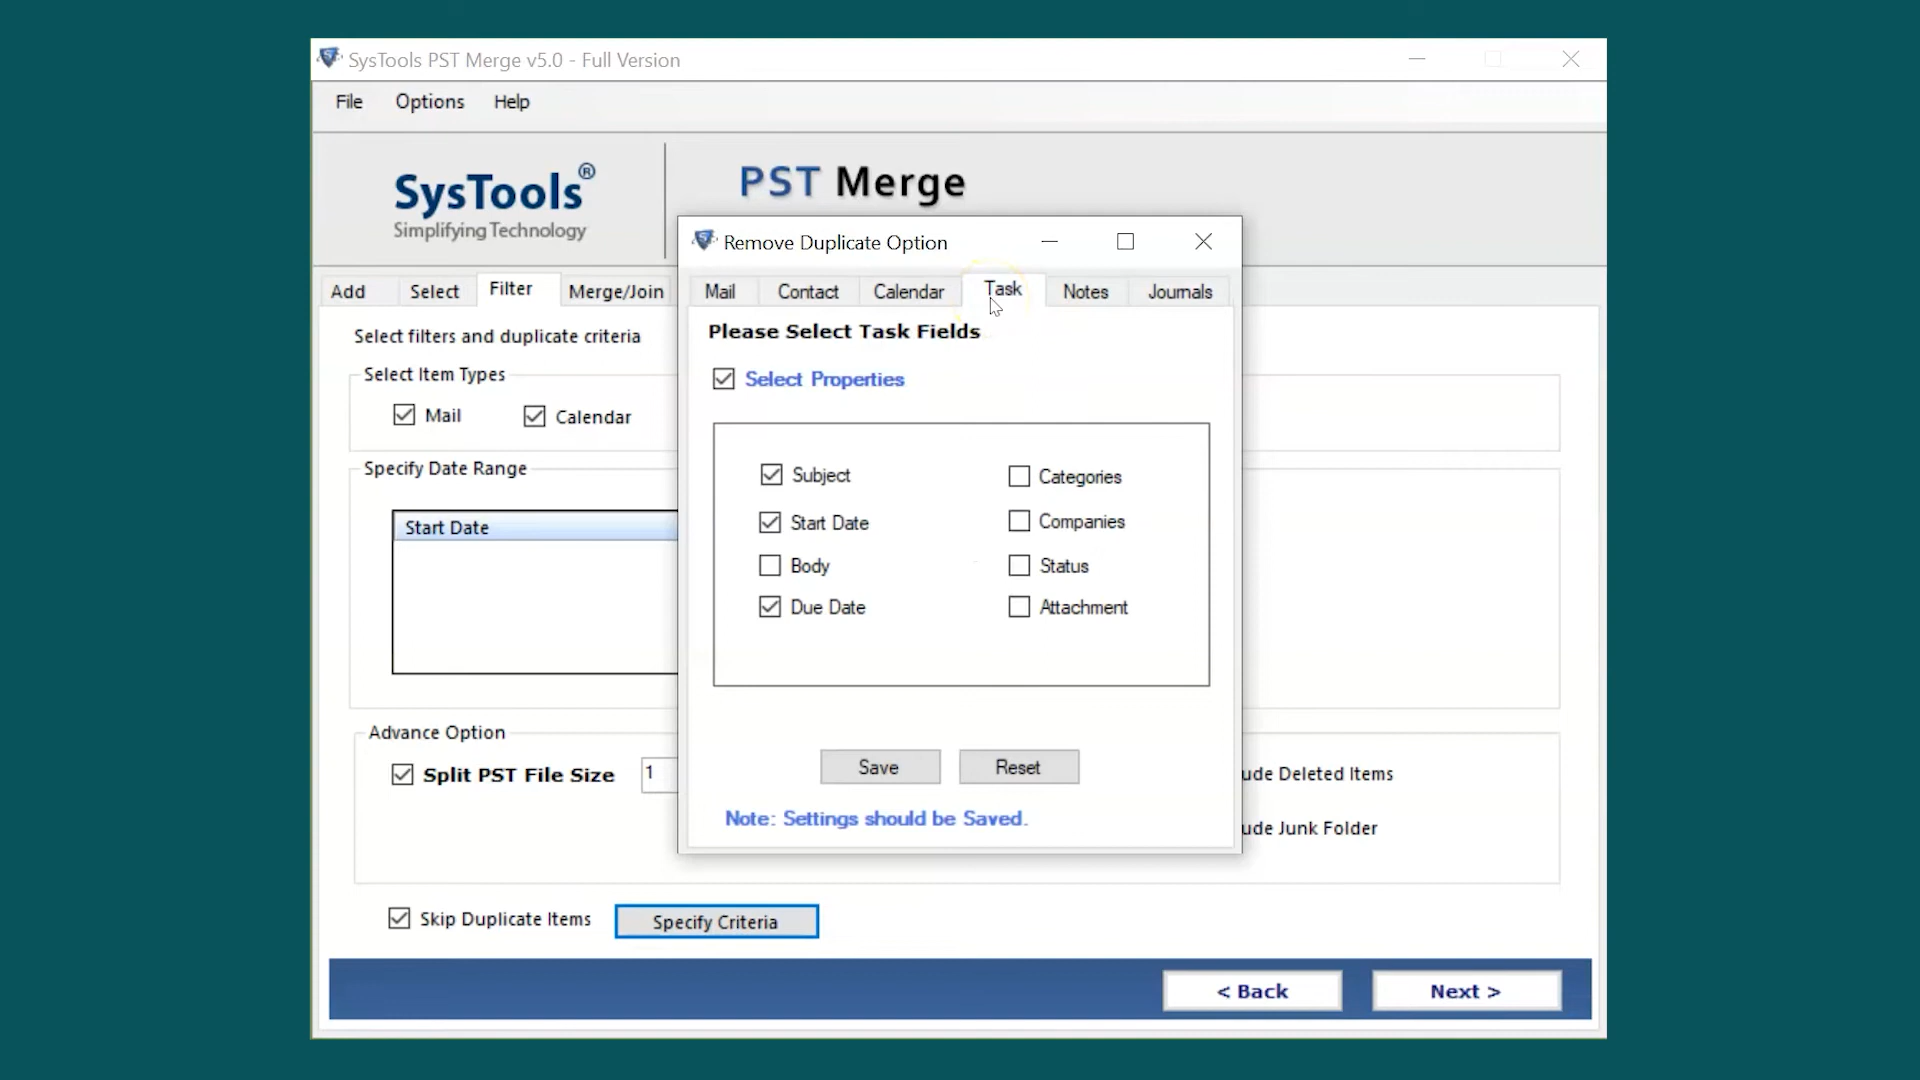 SysTools PST Merge v5.0 - Full Version
File Options Help
SysTools®
Simplifying Technology
PST Merge
Add Select Filter Merge/Join
Select filters and duplicate criteria
Select Item Types
Mail Calendar
Specify Date Range
Start Date
Advance Option
Split PST File Size 1
ude Deleted Items
ude Junk Folder
Skip Duplicate Items Specify Criteria
< Back Next >
Remove Duplicate Option
Mail Contact Calendar Task Notes Journals
Please Select Task Fields
Select Properties
Subject Categories
Start Date Companies
Body Status
Due Date Attachment
Save Reset
Note: Settings should be Saved.